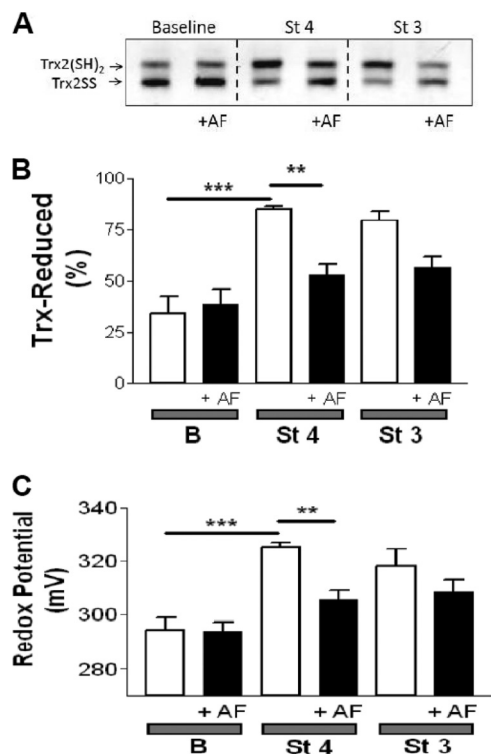 A
Baseline St 4 St 3
Trx2(SH)₂
Trx2SS
+AF +AF +AF
B
Trx-Reduced
(%)
100
75
50
25
0
***
**
+ AF + AF + AF
B St 4 St 3
C
Redox Potential
(mV)
340
320
300
280
***
**
+ AF + AF + AF
B St 4 St 3